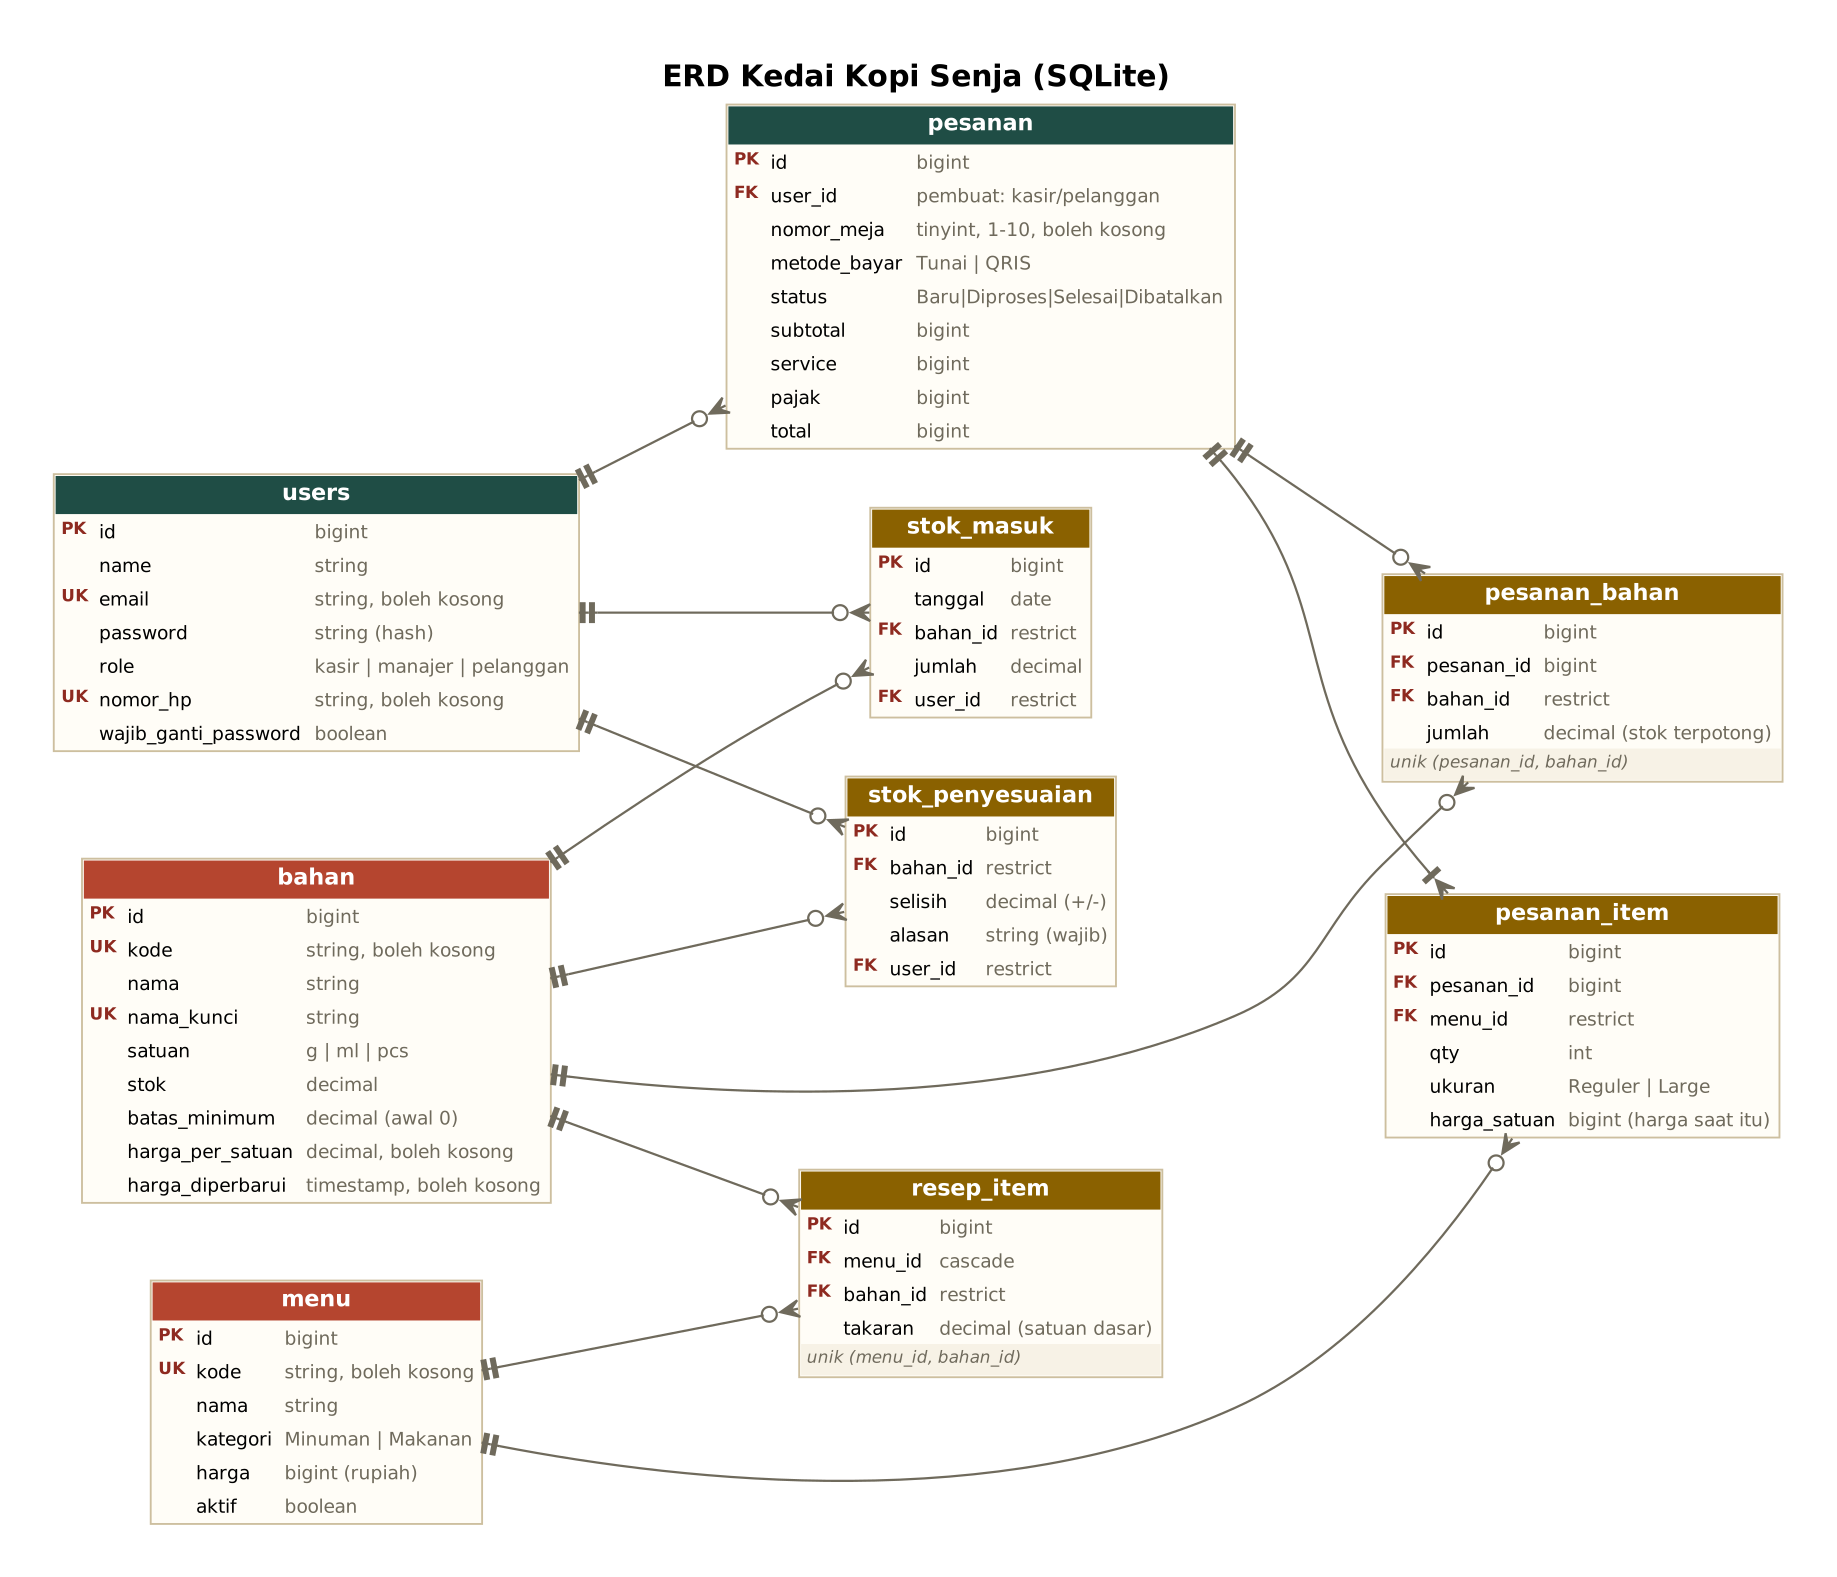 ERD Kedai Kopi Senja (SQLite)
pesanan
PK id bigint
FK user_id pembuat: kasir/pelanggan
nomor_meja tinyint, 1-10, boleh kosong
metode_bayar Tunai | QRIS
status Baru|Diproses|Selesai|Dibatalkan
subtotal bigint
service bigint
pajak bigint
total bigint
users
PK id bigint
name string
UK email string, boleh kosong
password string (hash)
role kasir | manajer | pelanggan
UK nomor_hp string, boleh kosong
wajib_ganti_password boolean
stok_masuk
PK id bigint
tanggal date
FK bahan_id restrict
jumlah decimal
FK user_id restrict
pesanan_bahan
PK id bigint
FK pesanan_id bigint
FK bahan_id restrict
jumlah decimal (stok terpotong)
unik (pesanan_id, bahan_id)
stok_penyesuaian
PK id bigint
FK bahan_id restrict
selisih decimal (+/-)
alasan string (wajib)
FK user_id restrict
bahan
PK id bigint
UK kode string, boleh kosong
nama string
UK nama_kunci string
satuan g | ml | pcs
stok decimal
batas_minimum decimal (awal 0)
harga_per_satuan decimal, boleh kosong
harga_diperbarui timestamp, boleh kosong
pesanan_item
PK id bigint
FK pesanan_id bigint
FK menu_id restrict
qty int
ukuran Reguler | Large
harga_satuan bigint (harga saat itu)
resep_item
PK id bigint
FK menu_id cascade
FK bahan_id restrict
takaran decimal (satuan dasar)
unik (menu_id, bahan_id)
menu
PK id bigint
UK kode string, boleh kosong
nama string
kategori Minuman | Makanan
harga bigint (rupiah)
aktif boolean